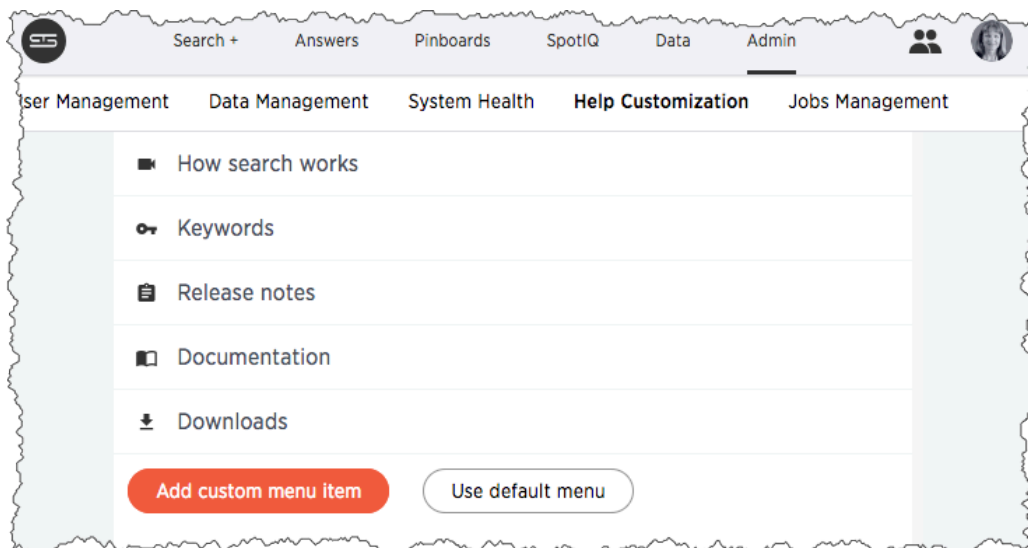 Search + Answers Pinboards SpotIQ Data Admin
ser Management Data Management System Health Help Customization Jobs Management
How search works
Keywords
Release notes
Documentation
Downloads
Add custom menu item Use default menu